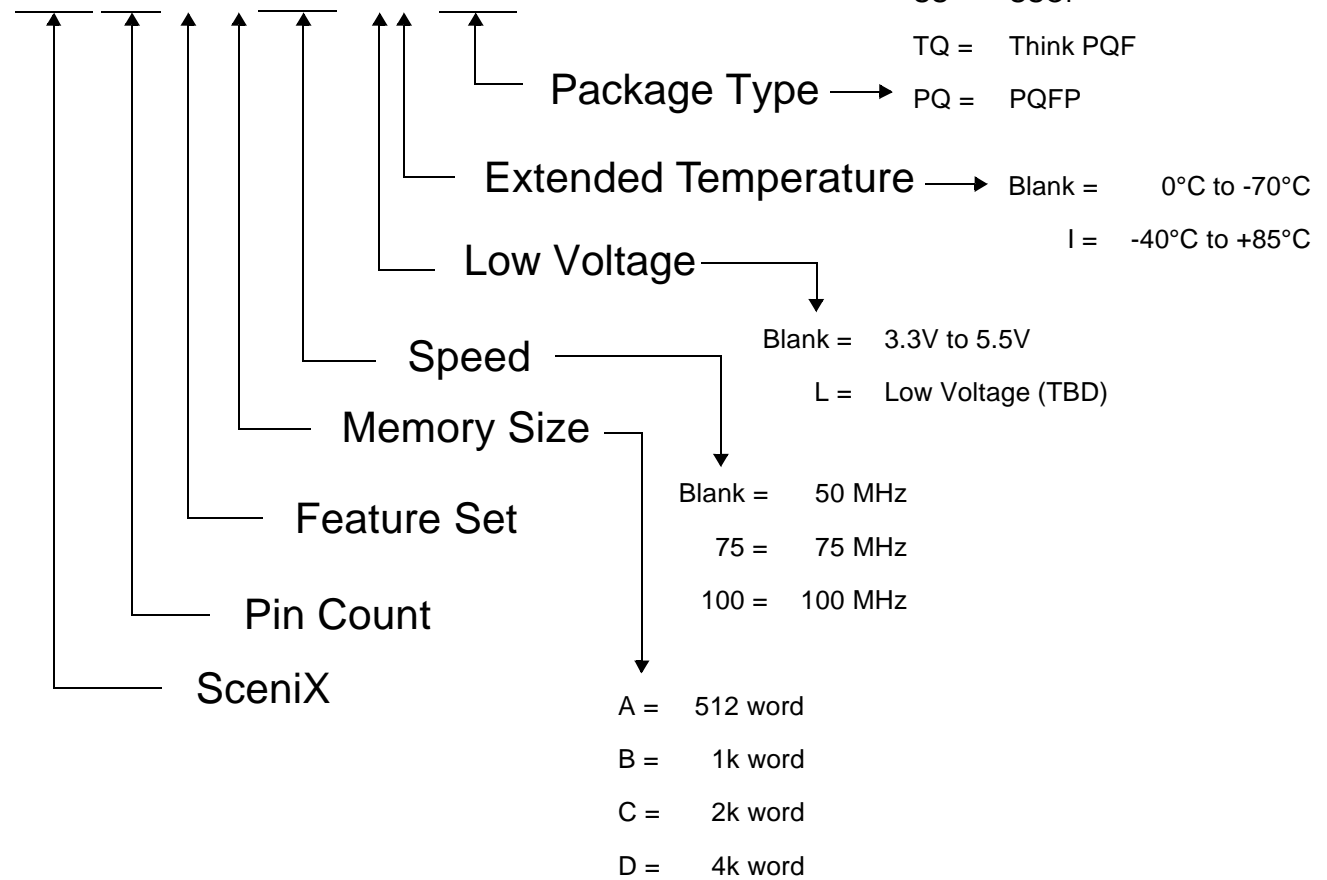 TQ = Think PQF
Package Type
PQ = PQFP
Extended Temperature
Blank = 0°C to -70°C
I = -40°C to +85°C
Low Voltage
Blank = 3.3V to 5.5V
Speed
L = Low Voltage (TBD)
Memory Size
Blank = 50 MHz
Feature Set
75 = 75 MHz
100 = 100 MHz
Pin Count
SceniX
A = 512 word
B = 1k word
C = 2k word
D = 4k word